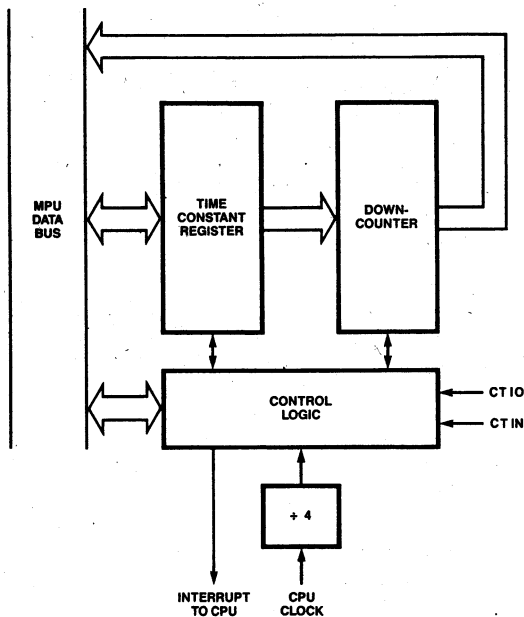 MPU
DATA
BUS
TIME
CONSTANT
REGISTER
DOWN-
COUNTER
CONTROL
LOGIC
CT IO
CT IN
÷ 4
INTERRUPT
TO CPU
CPU
CLOCK